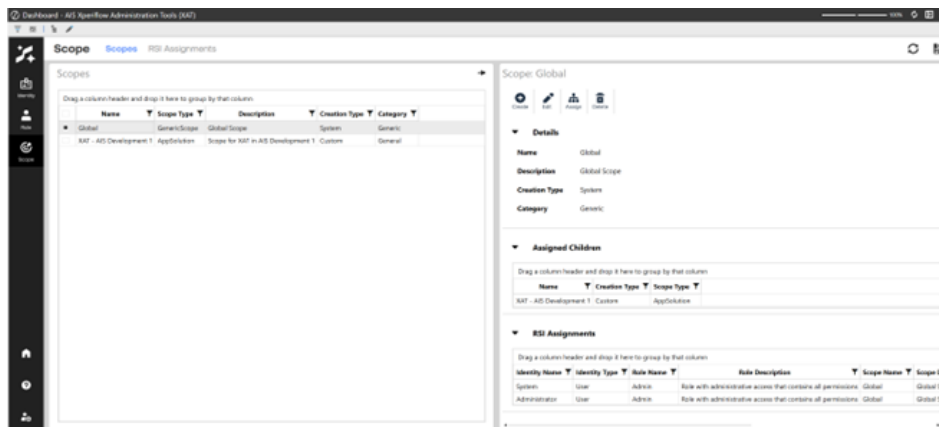 Dashboard - AIS Xperiflow Administration Tools (XAT)
100%
Scope Scopes RSI Assignments
Identity
Role
Scope
Scopes
Drag a column header and drop it here to group by that column.
Name Scope Type Description Creation Type Category
Global GenericScope Global Scope System Generic
XAT - AIS Development 1 AppSolution Scope for XAT in AIS Development 1 Custom General
Scope: Global
Create Edit Assign Delete
Details
Name Global
Description Global Scope
Creation Type System
Category Generic
Assigned Children
Drag a column header and drop it here to group by that column
Name Creation Type Scope Type
XAT - AIS Development 1 Custom AppSolution
RSI Assignments
Drag a column header and drop it here to group by that column
Identity Name Identity Type Role Name Role Description Scope Name Scope
System User Admin Role with administrative access that contains all permissions Global Global
Administrator User Admin Role with administrative access that contains all permissions Global Global